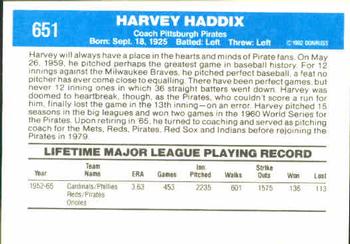 651
HARVEY HADDIX
Coach Pittsburgh Pirates
Born: Sept. 18, 1925 Batted: Left Threw: Left
© 1982 DONRUSS
Harvey will always have a place in the hearts and minds of Pirate fans. On May
26, 1959, he pitched perhaps the greatest game in baseball history. For 12
innings against the Milwaukee Braves, he pitched perfect baseball, a feat no
pitcher has ever come close to equalling. There have been perfect games, but
never 12 innings in which 36 straight batters went down. Harvey was
doomed to heartbreak, though, as the Pirates, who couldn't score a run for
him, finally lost the game in the 13th inning--on an error. Harvey pitched 15
seasons in the big leagues and won two games in the 1960 World Series for
the Pirates. Upon retiring in 65, he turned to coaching and served as pitching
coach for the Mets, Reds, Pirates, Red Sox and Indians before rejoining the
Pirates in 1979.
LIFETIME MAJOR LEAGUE PLAYING RECORD
Year Team Name ERA Games Inn Pitched Walks Strike Outs Won Lost
1952-65 Cardinals/Phillies 3.63 453 2235 601 1575 136 113
Reds/Pirates
Orioles